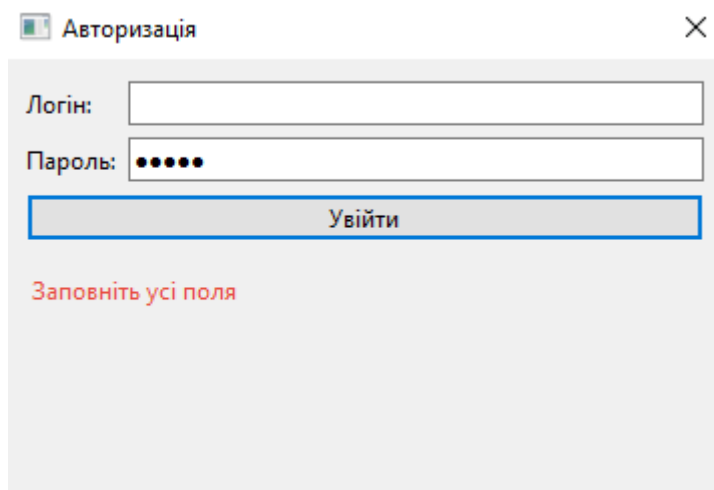 Авторизація
Логін:
Пароль: ●●●●●
Увійти
Заповніть усі поля